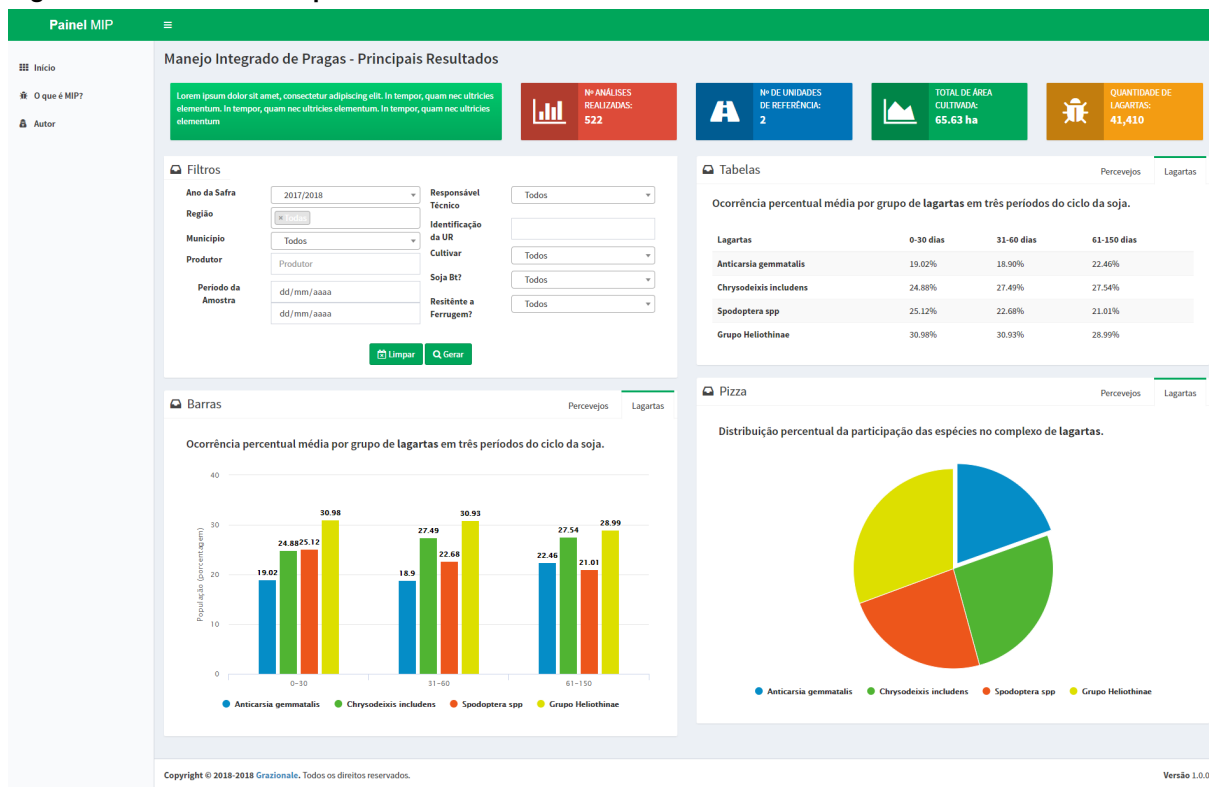 Painel MIP
Início
O que é MIP?
Autor
Manejo Integrado de Pragas - Principais Resultados
Lorem ipsum dolor sit amet, consectetur adipiscing elit. In tempor, quam nec ultricies
elementum. In tempor, quam nec ultricies elementum. In tempor, quam nec ultricies
elementum
Nº ANÁLISES
REALIZADAS:
522
Nº DE UNIDADES
DE REFERÊNCIA:
2
TOTAL DE ÁREA
CULTIVADA:
65.63 ha
QUANTIDADE DE
LAGARTAS:
41,410
Filtros
Ano da Safra
2017/2018
Região
× Todos
Município
Todos
Produtor
Produtor
Período da
Amostra
dd/mm/aaaa
dd/mm/aaaa
Responsável
Técnico
Todos
Identificação
da UR
Cultivar
Todos
Soja Bt?
Todos
Resitênte a
Ferrugem?
Todos
Limpar
Gerar
Tabelas
Percevejos Lagartas
Ocorrência percentual média por grupo de lagartas em três períodos do ciclo da soja.
Lagartas 0-30 dias 31-60 dias 61-150 dias
Anticarsia gemmatalis 19.02% 18.90% 22.46%
Chrysodeixis includens 24.88% 27.49% 27.54%
Spodoptera spp 25.12% 22.68% 21.01%
Grupo Heliothinae 30.98% 30.93% 28.99%
Barras
Percevejos Lagartas
Ocorrência percentual média por grupo de lagartas em três períodos do ciclo da soja.
População (porcentagem)
40
30
20
10
0
19.02 24.88 25.12 30.98
18.9 27.49 22.68 30.93
22.46 27.54 21.01 28.99
0-30 31-60 61-150
Anticarsia gemmatalis Chrysodeixis includens Spodoptera spp Grupo Heliothinae
Pizza
Percevejos Lagartas
Distribuição percentual da participação das espécies no complexo de lagartas.
Anticarsia gemmatalis Chrysodeixis includens Spodoptera spp Grupo Heliothinae
Copyright © 2018-2018 Grazionale. Todos os direitos reservados.
Versão 1.0.0